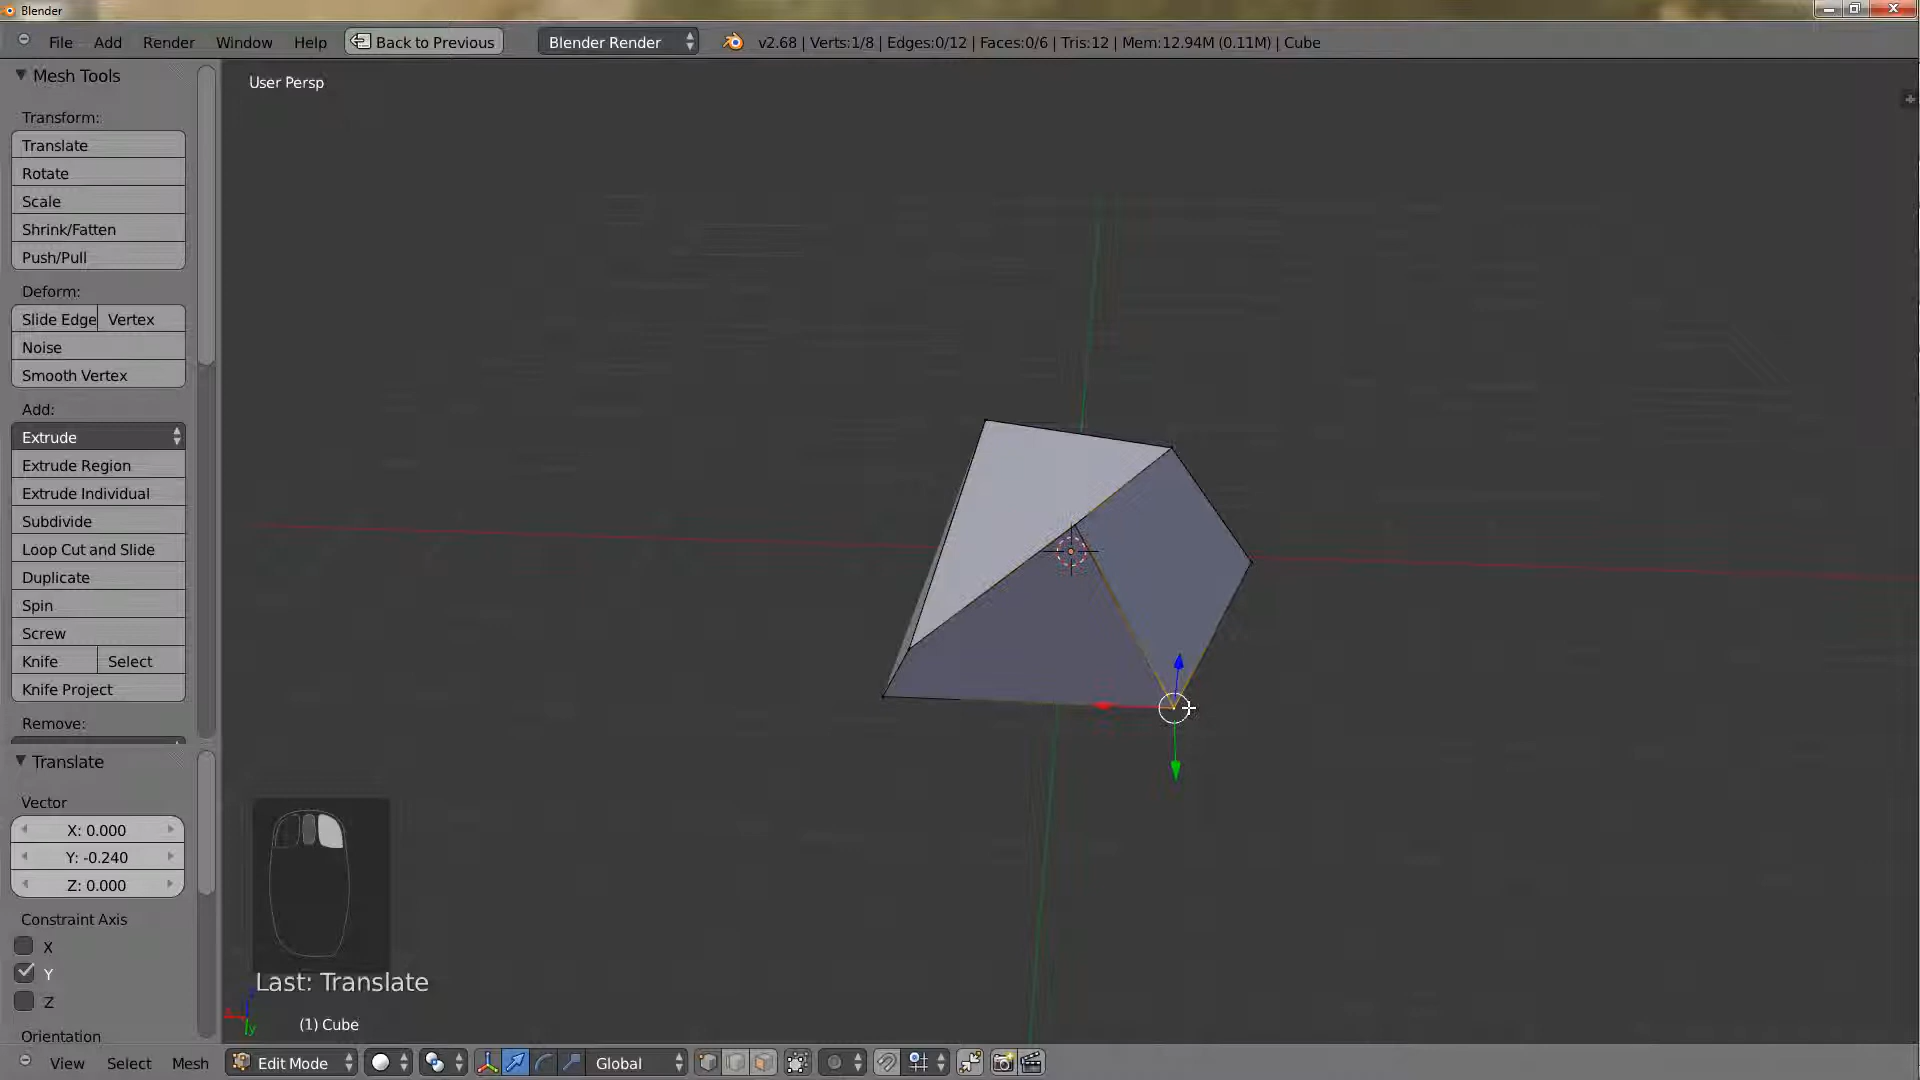 Blender
File Add Render Window Help Back to Previous Blender Render v2.68 | Verts:1/8 | Edges:0/12 | Faces:0/6 | Tris:12 | Mem:12.94M (0.11M) | Cube
Mesh Tools
User Persp
Transform:
Translate
Rotate
Scale
Shrink/Fatten
Push/Pull
Deform:
Slide Edge Vertex
Noise
Smooth Vertex
Add:
Extrude
Extrude Region
Extrude Individual
Subdivide
Loop Cut and Slide
Duplicate
Spin
Screw
Knife Select
Knife Project
Remove:
Translate
Vector
X: 0.000
Y: -0.240
Z: 0.000
Constraint Axis
X
Y
Z
Last: Translate
y
(1) Cube
Orientation
View Select Mesh Edit Mode Global